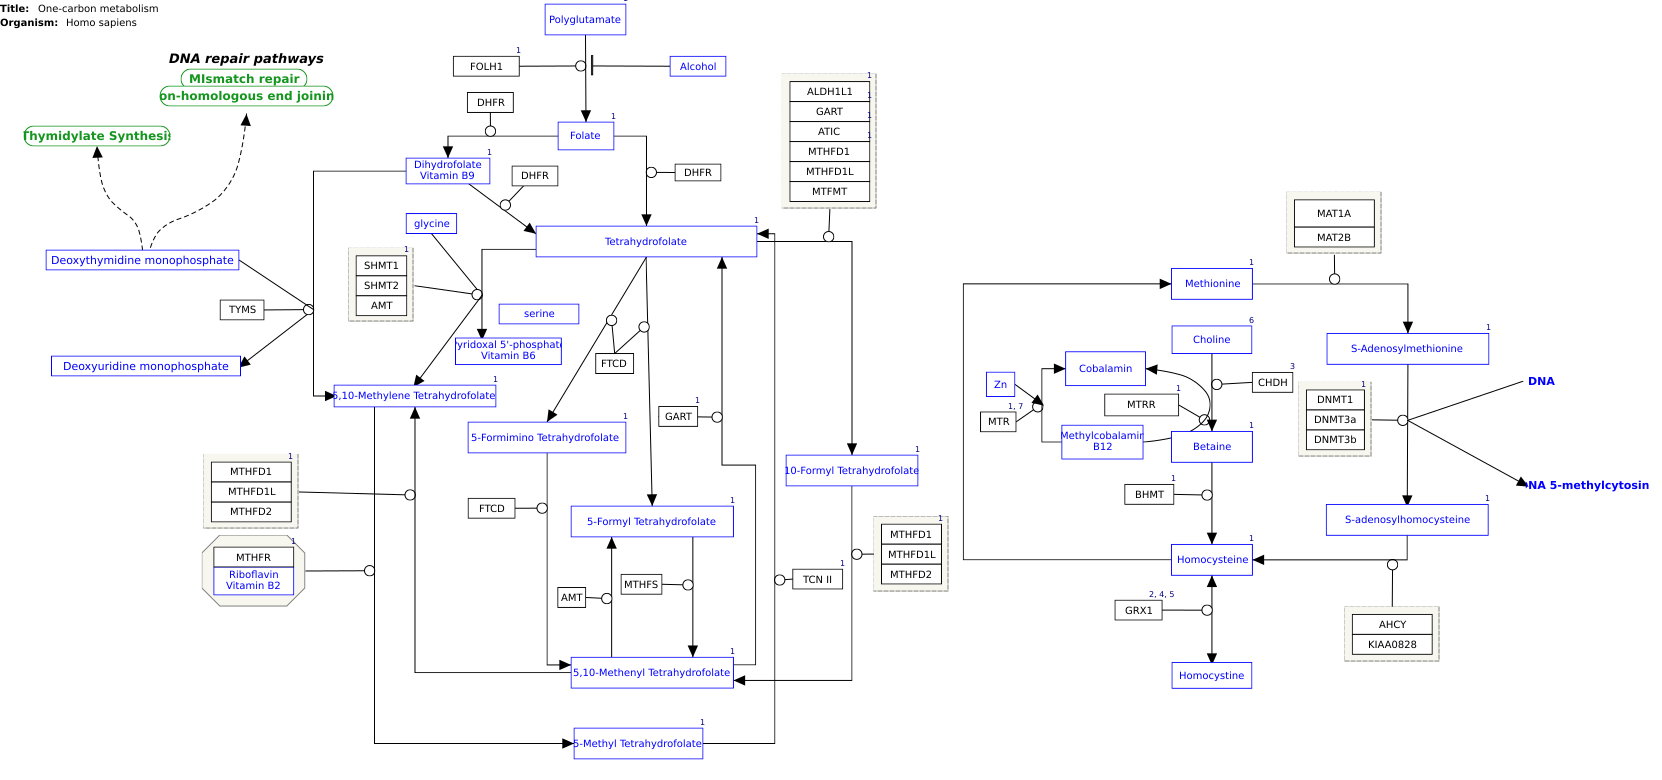 Title: One-carbon metabolism
Organism: Homo sapiens
DNA repair pathways
MIsmatch repair
on-homologous end joinin
Thymidylate Synthesis
Deoxythymidine monophosphate
TYMS
Deoxyuridine monophosphate
Polyglutamate
1
FOLH1
Alcohol
DHFR
1
Folate
1
Dihydrofolate
Vitamin B9
DHFR
DHFR
glycine
1
Tetrahydrofolate
1
SHMT1
SHMT2
AMT
serine
yridoxal 5'-phosphate
Vitamin B6
FTCD
1
5,10-Methylene Tetrahydrofolate
1
GART
1
5-Formimino Tetrahydrofolate
1
MTHFD1
MTHFD1L
MTHFD2
FTCD
1
5-Formyl Tetrahydrofolate
1
MTHFR
Riboflavin
Vitamin B2
AMT
MTHFS
1
5,10-Methenyl Tetrahydrofolate
1
5-Methyl Tetrahydrofolate
1
ALDH1L1
1
GART
1
ATIC
1
MTHFD1
MTHFD1L
MTFMT
1
10-Formyl Tetrahydrofolate
1
MTHFD1
MTHFD1L
MTHFD2
1
TCN II
MAT1A
MAT2B
1
Methionine
6
Choline
1
S-Adenosylmethionine
Cobalamin
Zn
3
CHDH
1
MTRR
1, 7
MTR
Methylcobalamin
B12
1
Betaine
1
DNMT1
DNMT3a
DNMT3b
DNA
NA 5-methylcytosin
1
BHMT
1
S-adenosylhomocysteine
1
Homocysteine
2, 4, 5
GRX1
AHCY
KIAA0828
Homocystine